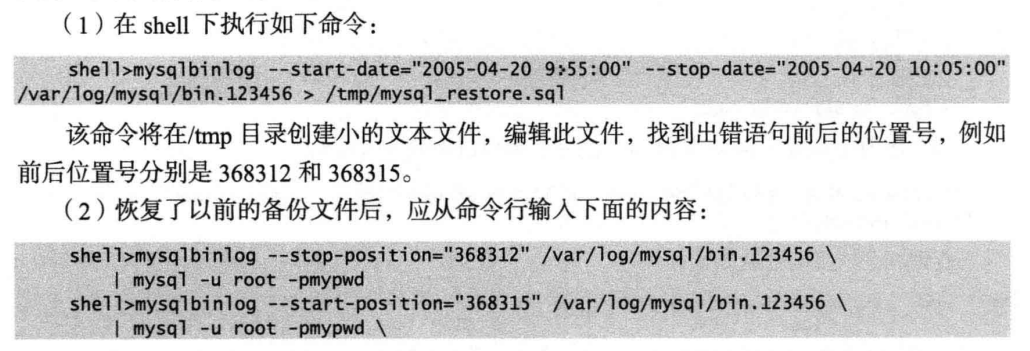 （1）在 shell 下执行如下命令：
shell>mysqlbinlog --start-date="2005-04-20 9:55:00" --stop-date="2005-04-20 10:05:00"
/var/log/mysql/bin.123456 > /tmp/mysql_restore.sql
该命令将在/tmp 目录创建小的文本文件，编辑此文件，找到出错语句前后的位置号，例如
前后位置号分别是 368312 和 368315。
（2）恢复了以前的备份文件后，应从命令行输入下面的内容：
shell>mysqlbinlog --stop-position="368312" /var/log/mysql/bin.123456 \
| mysql -u root -pmypwd
shell>mysqlbinlog --start-position="368315" /var/log/mysql/bin.123456 \
| mysql -u root -pmypwd \